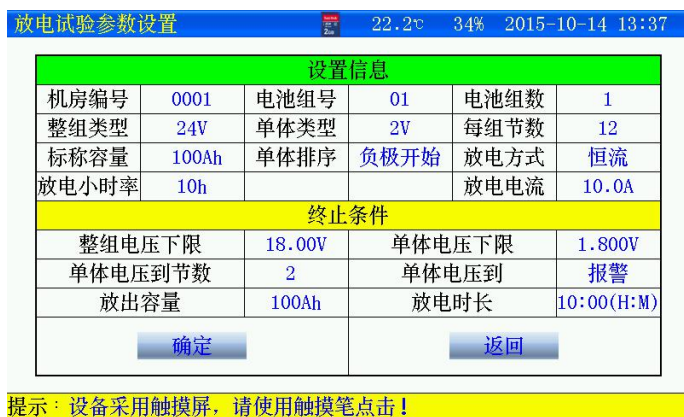 放电试验参数设置 22.2℃ 34% 2015-10-14 13:37
设置信息
机房编号 0001 电池组号 01 电池组数 1
整组类型 24V 单体类型 2V 每组节数 12
标称容量 100Ah 单体排序 负极开始 放电方式 恒流
放电小时率 10h 放电电流 10.0A
终止条件
整组电压下限 18.00V 单体电压下限 1.800V
单体电压到节数 2 单体电压到 报警
放出容量 100Ah 放电时长 10:00(H:M)
确定 返回
提示：设备采用触摸屏，请使用触摸笔点击！